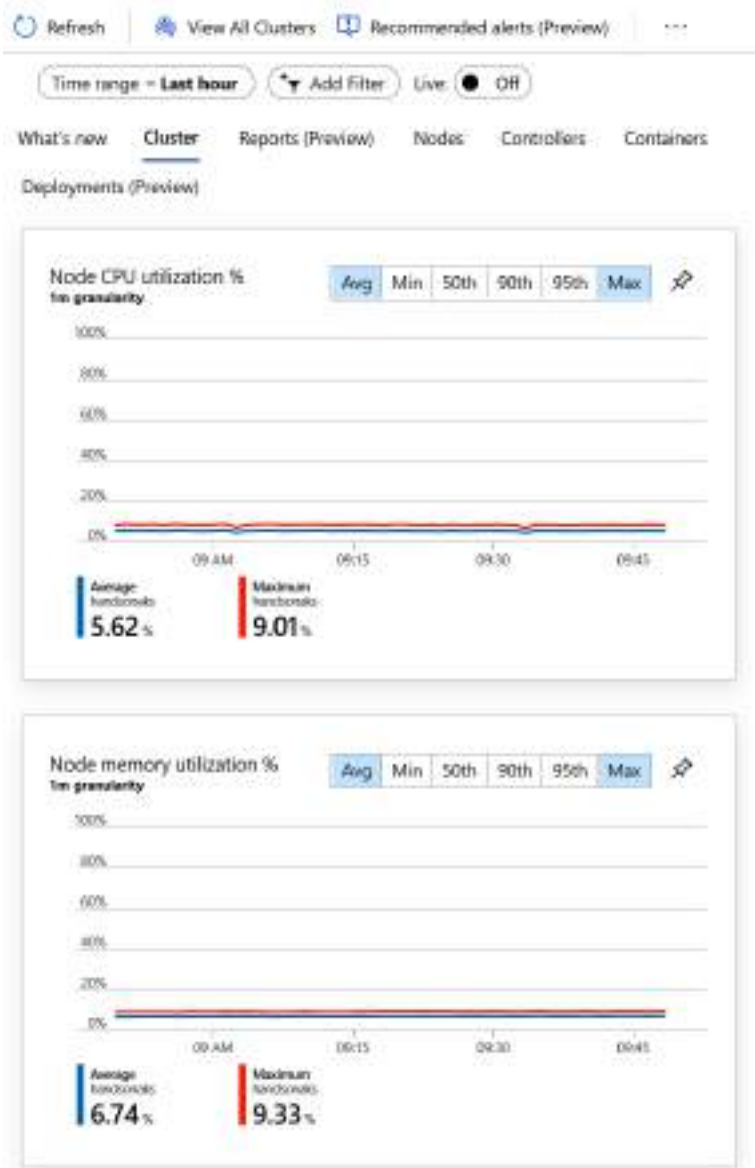 Refresh View All Clusters Recommended alerts (Preview) ...
Time range = Last hour Add Filter Live: Off
What's new Cluster Reports (Preview) Nodes Controllers Containers
Deployments (Preview)
Node CPU utilization % Avg Min 50th 90th 95th Max
1m granularity
100%
80%
60%
40%
20%
0%
09 AM 09:15 09:30 09:45
Average Maximum
handsonaks handsonaks
5.62 % 9.01 %
Node memory utilization % Avg Min 50th 90th 95th Max
1m granularity
100%
80%
60%
40%
20%
0%
09 AM 09:15 09:30 09:45
Average Maximum
handsonaks handsonaks
6.74 % 9.33 %